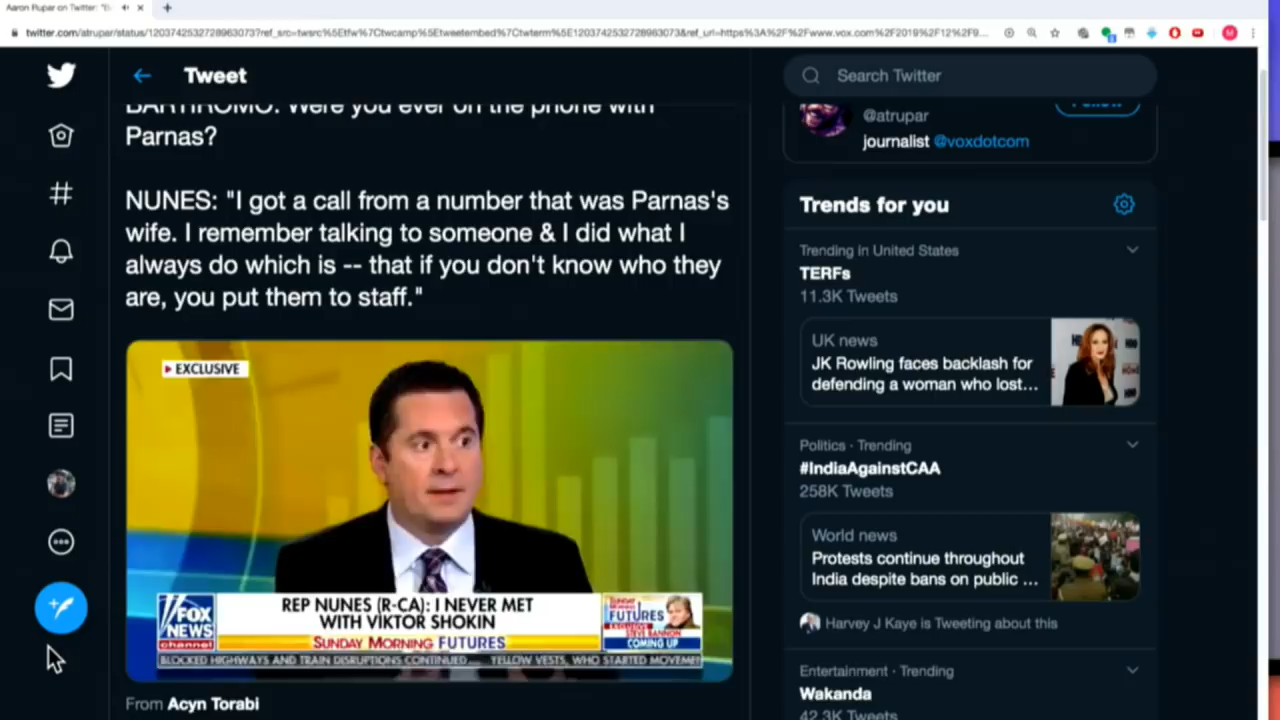 Aaron Rupar on Twitter: "B
twitter.com/atrupar/status/1203742532728963073?ref_src=twsrc%5Etfw%7Ctwcamp%5Etweetembed%7Ctwterm%5E1203742532728963073&ref_url=https%3A%2F%2Fwww.vox.com%2F2019%2F12%2F9...
Tweet
Search Twitter
BARTIROMO: Were you ever on the phone with
Parnas?
NUNES: "I got a call from a number that was Parnas's
wife. I remember talking to someone & I did what I
always do which is -- that if you don't know who they
are, you put them to staff."
EXCLUSIVE
FOX
NEWS
channel
REP NUNES (R-CA): I NEVER MET
WITH VIKTOR SHOKIN
SUNDAY MORNING FUTURES
SUNDAY
MORNING
FUTURES
EXCLUSIVE
STEVE BANNON
COMING UP
BLOCKED HIGHWAYS AND TRAIN DISRUPTIONS CONTINUED... YELLOW VESTS, WHO STARTED MOVEME
From Acyn Torabi
@atrupar
Follow
journalist @voxdotcom
Trends for you
Trending in United States
TERFs
11.3K Tweets
UK news
JK Rowling faces backlash for
defending a woman who lost...
Politics · Trending
#IndiaAgainstCAA
258K Tweets
World news
Protests continue throughout
India despite bans on public ...
Harvey J Kaye is Tweeting about this
Entertainment · Trending
Wakanda
42.3K Tweets